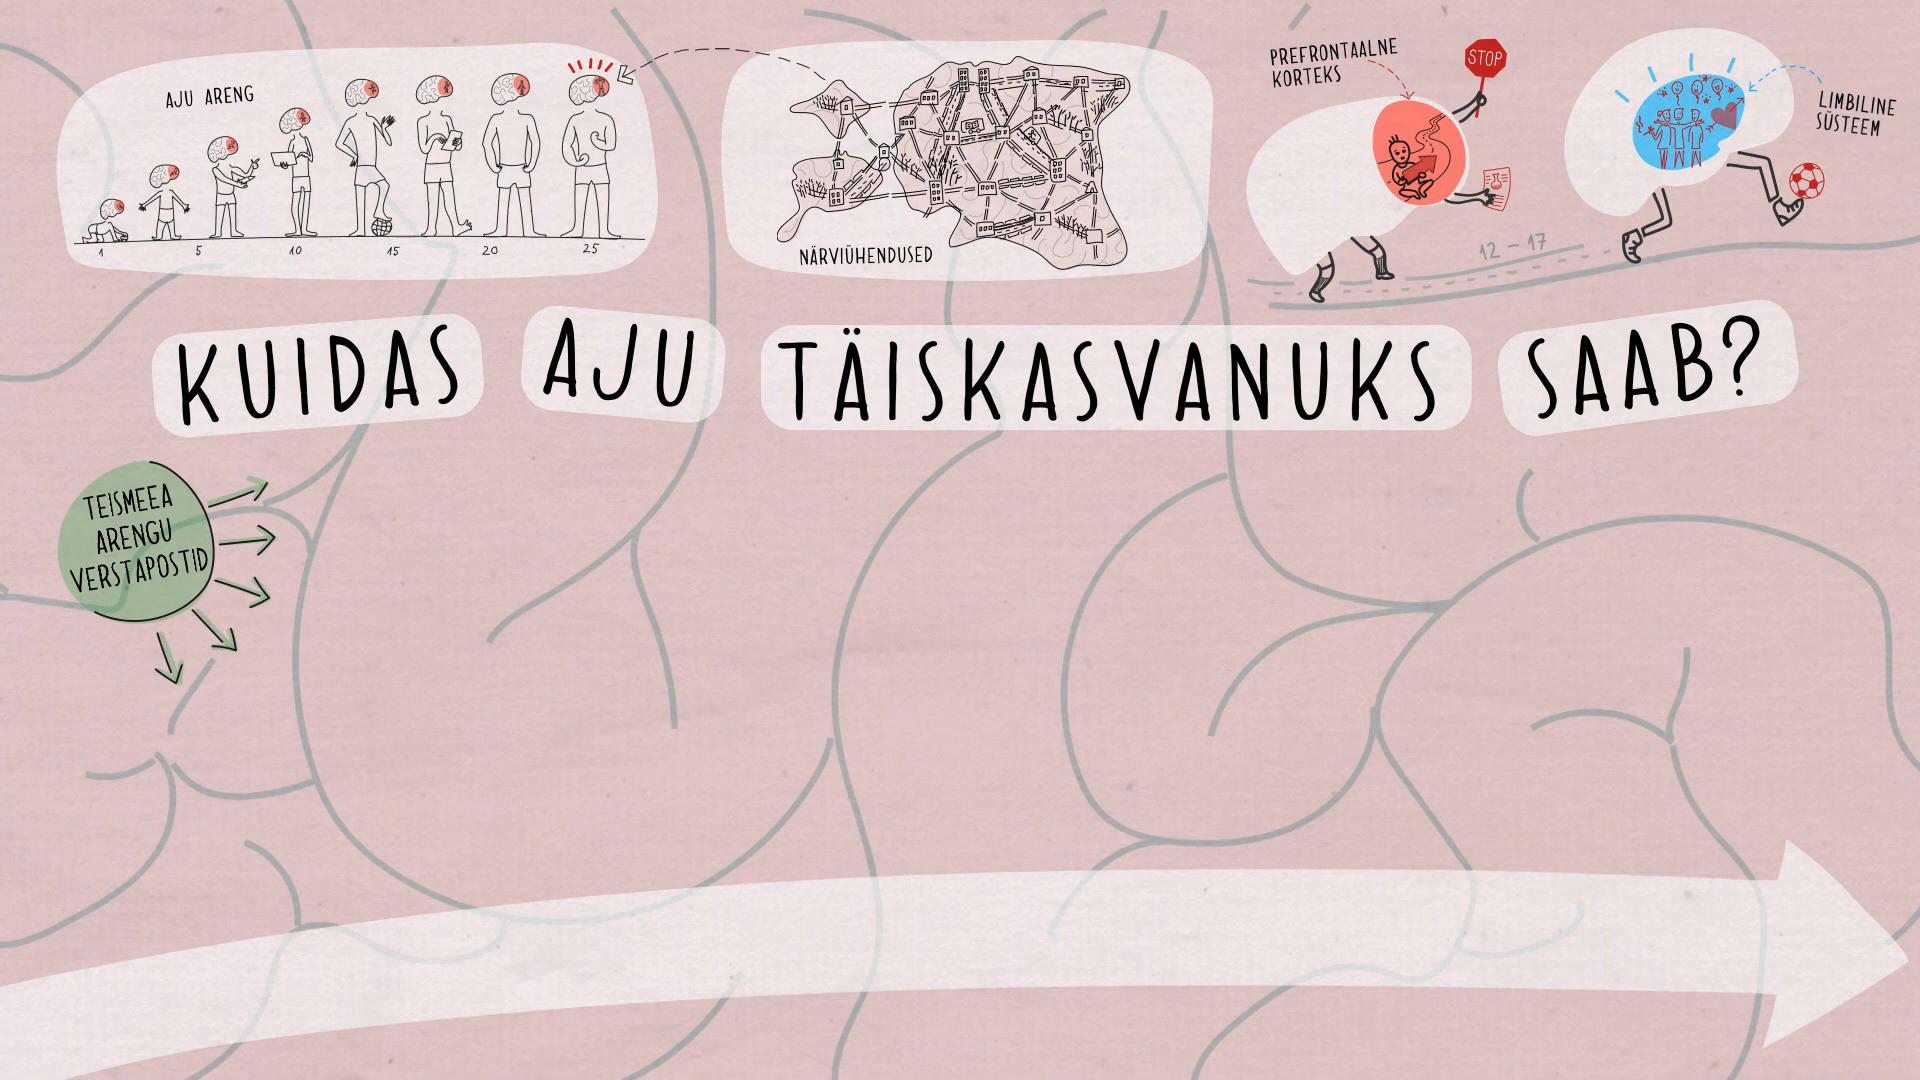 AJU ARENG
1 5 10 15 20 25
NÄRVIÜHENDUSED
PREFRONTAALNE
KORTEKS
STOP
12 - 17
LIMBILINE
SÜSTEEM
KUIDAS AJU TÄISKASVANUKS SAAB?
TEISMEEA
ARENGU
VERSTAPOSTID